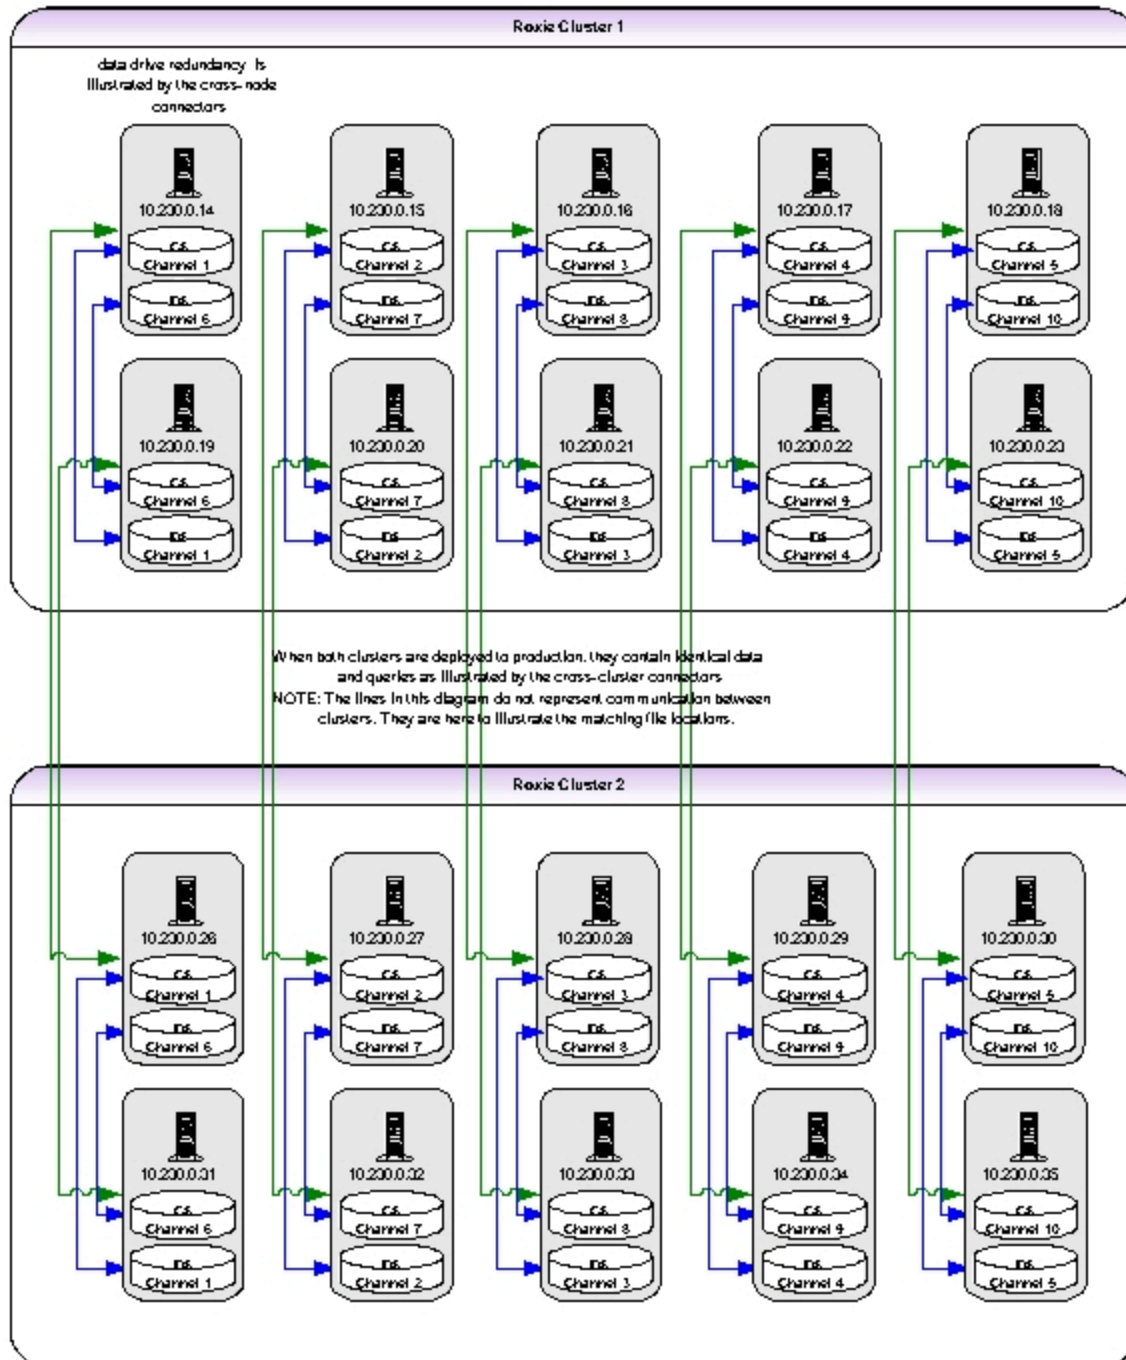 Roxie Cluster 1
data drive redundancy is
illustrated by the cross-node
connectors
10.230.0.14
10.230.0.15
10.230.0.16
10.230.0.17
10.230.0.18
C:\
Channel 1
C:\
Channel 2
C:\
Channel 3
C:\
Channel 4
C:\
Channel 5
D:\
Channel 6
D:\
Channel 7
D:\
Channel 8
D:\
Channel 9
D:\
Channel 10
10.230.0.19
10.230.0.20
10.230.0.21
10.230.0.22
10.230.0.23
C:\
Channel 6
C:\
Channel 7
C:\
Channel 8
C:\
Channel 9
C:\
Channel 10
D:\
Channel 1
D:\
Channel 2
D:\
Channel 3
D:\
Channel 4
D:\
Channel 5
When both clusters are deployed to production, they contain identical data
and queries as illustrated by the cross-cluster connectors
NOTE: The lines in this diagram do not represent communication between
clusters. They are here to illustrate the matching file locations.
Roxie Cluster 2
10.230.0.26
10.230.0.27
10.230.0.28
10.230.0.29
10.230.0.30
C:\
Channel 1
C:\
Channel 2
C:\
Channel 3
C:\
Channel 4
C:\
Channel 5
D:\
Channel 6
D:\
Channel 7
D:\
Channel 8
D:\
Channel 9
D:\
Channel 10
10.230.0.31
10.230.0.32
10.230.0.33
10.230.0.34
10.230.0.35
C:\
Channel 6
C:\
Channel 7
C:\
Channel 8
C:\
Channel 9
C:\
Channel 10
D:\
Channel 1
D:\
Channel 2
D:\
Channel 3
D:\
Channel 4
D:\
Channel 5